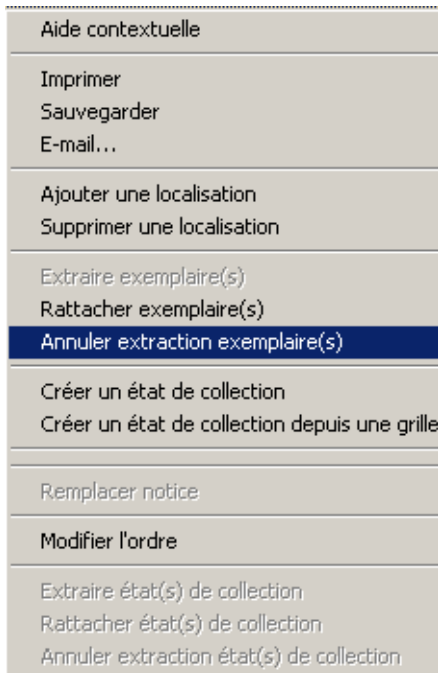 Aide contextuelle
Imprimer
Sauvegarder
E-mail...
Ajouter une localisation
Supprimer une localisation
Extraire exemplaire(s)
Rattacher exemplaire(s)
Annuler extraction exemplaire(s)
Créer un état de collection
Créer un état de collection depuis une grille
Remplacer notice
Modifier l'ordre
Extraire état(s) de collection
Rattacher état(s) de collection
Annuler extraction état(s) de collection